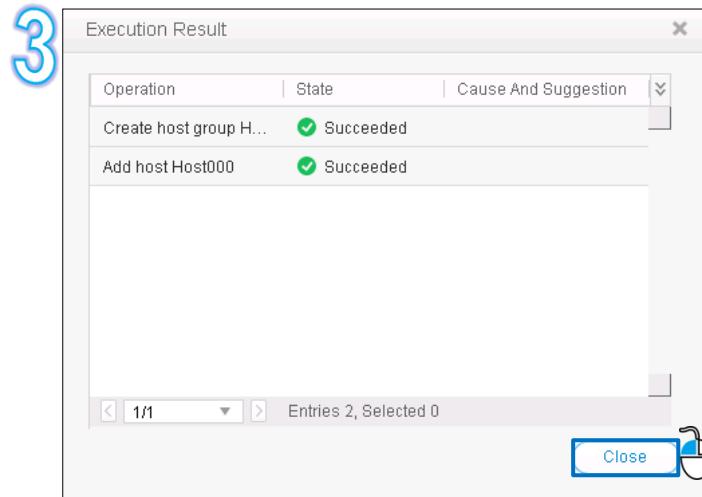 3
Execution Result
Operation State Cause And Suggestion
Create host group H... Succeeded
Add host Host000 Succeeded
1/1 Entries 2, Selected 0
Close